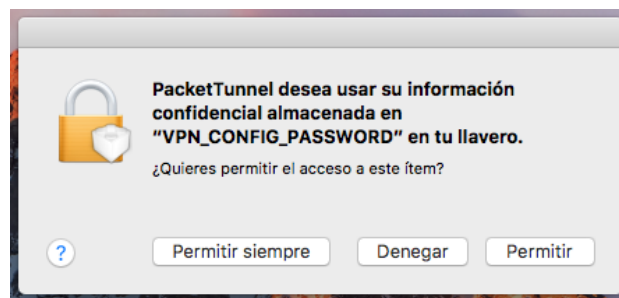 PacketTunnel desea usar su información
confidencial almacenada en
“VPN_CONFIG_PASSWORD” en tu llavero.
¿Quieres permitir el acceso a este ítem?
?
Permitir siempre
Denegar
Permitir